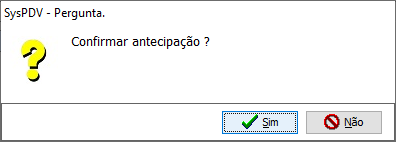 SysPDV - Pergunta.
Confirmar antecipação ?
Sim
Não